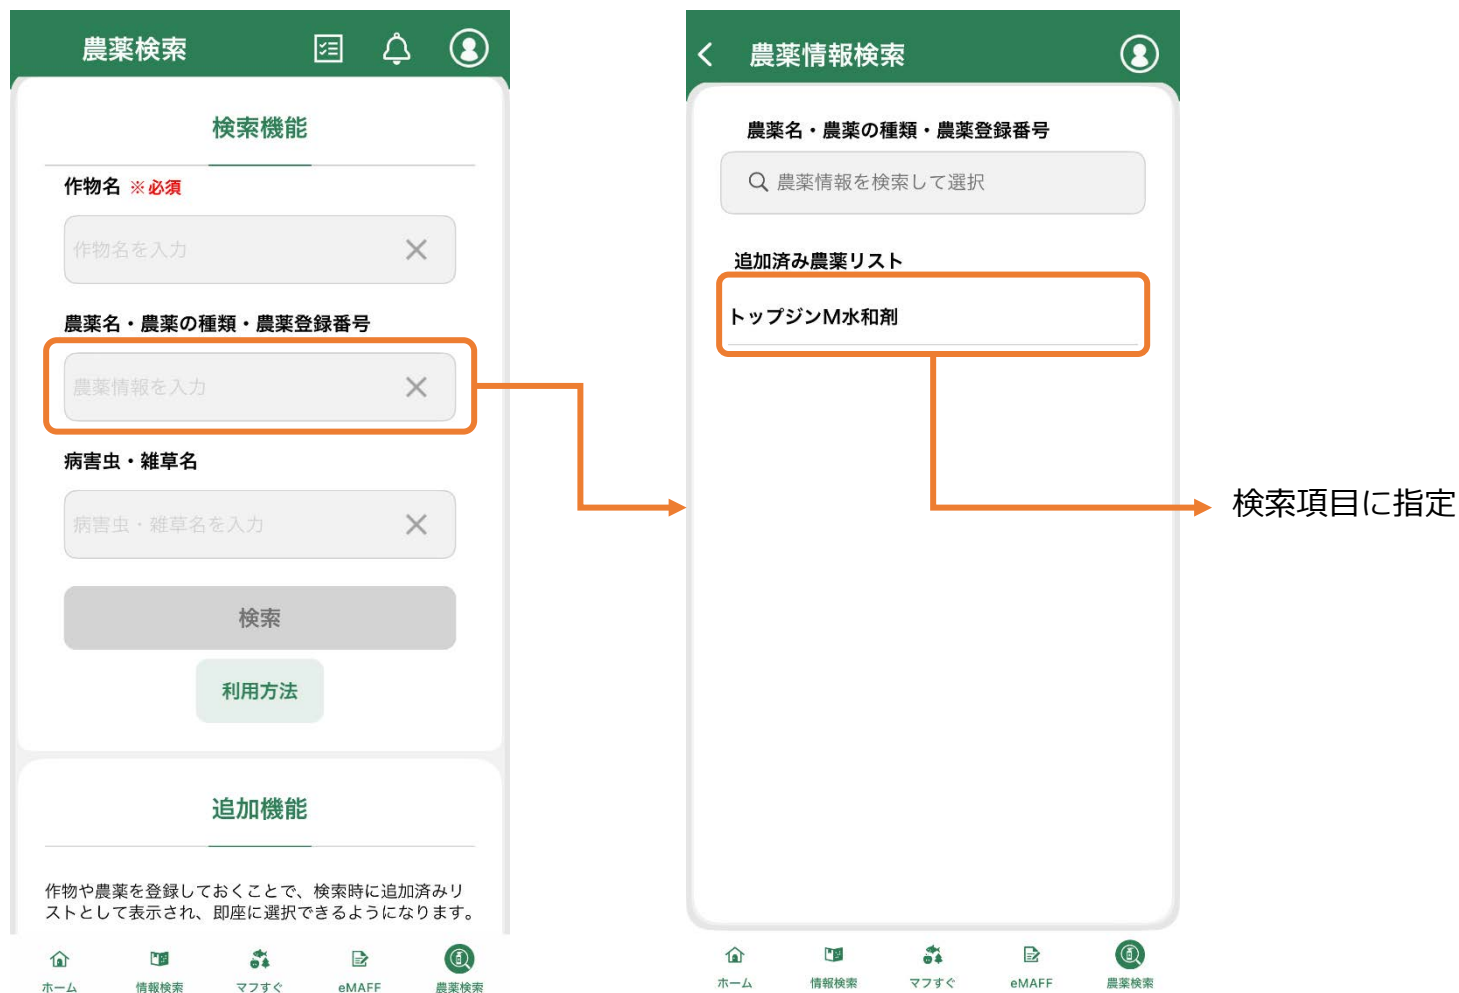 農薬検索
検索機能
作物名 ※必須
作物名を入力
農薬名・農薬の種類・農薬登録番号
農薬情報を入力
病害虫・雑草名
病害虫・雑草名を入力
検索
利用方法
追加機能
作物や農薬を登録しておくことで、検索時に追加済みリ
ストとして表示され、即座に選択できるようになります。
ホーム 情報検索 マフすぐ eMAFF 農薬検索
農薬情報検索
農薬名・農薬の種類・農薬登録番号
農薬情報を検索して選択
追加済み農薬リスト
トップジンM水和剤
ホーム 情報検索 マフすぐ eMAFF 農薬検索
検索項目に指定